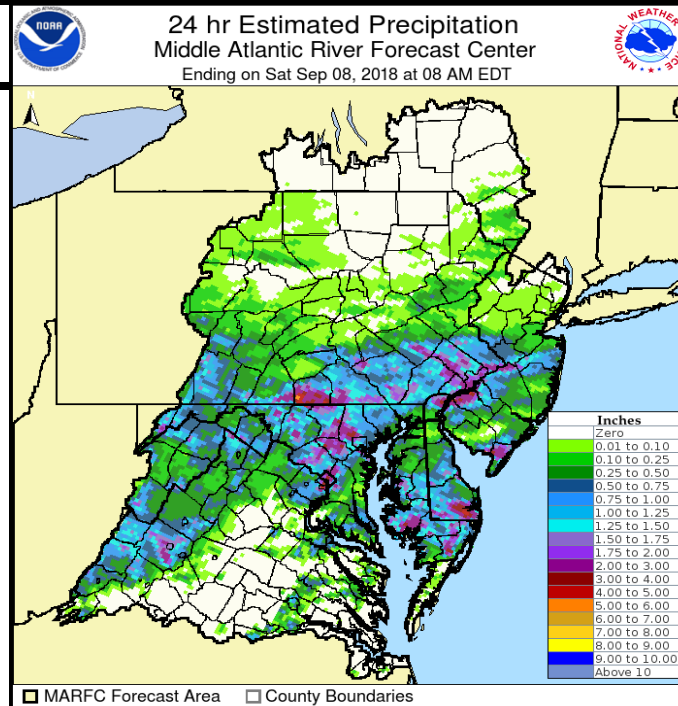 24 hr Estimated Precipitation
Middle Atlantic River Forecast Center
Ending on Sat Sep 08, 2018 at 08 AM EDT
NOAA
NATIONAL WEATHER
N
Inches
Zero
0.01 to 0.10
0.10 to 0.25
0.25 to 0.50
0.50 to 0.75
0.75 to 1.00
1.00 to 1.25
1.25 to 1.50
1.50 to 1.75
1.75 to 2.00
2.00 to 3.00
3.00 to 4.00
4.00 to 5.00
5.00 to 6.00
6.00 to 7.00
7.00 to 8.00
8.00 to 9.00
9.00 to 10.00
Above 10
MARFC Forecast Area
County Boundaries